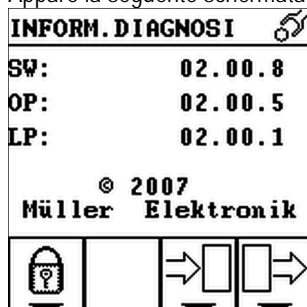 INFORM.DIAGNOSI
SW: 02.00.8
OP: 02.00.5
LP: 02.00.1
© 2007
Müller Elektronik